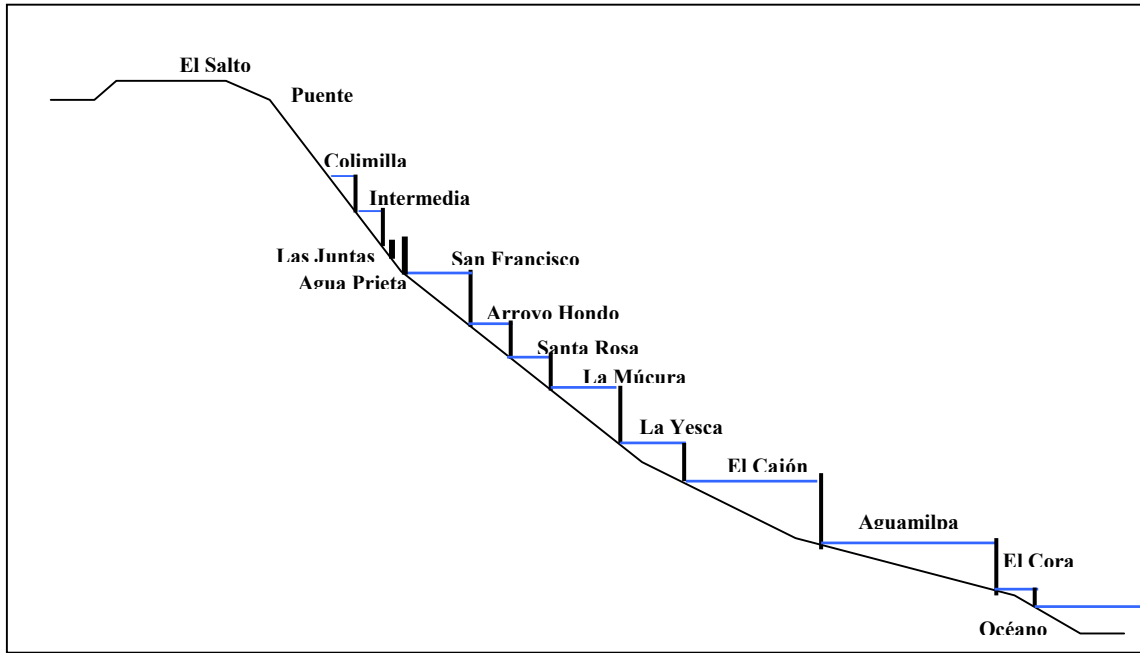 El Salto
Puente
Colimilla
Intermedia
Las Juntas
San Francisco
Agua Prieta
Arroyo Hondo
Santa Rosa
La Múcura
La Yesca
El Cajón
Aguamilpa
El Cora
Océano